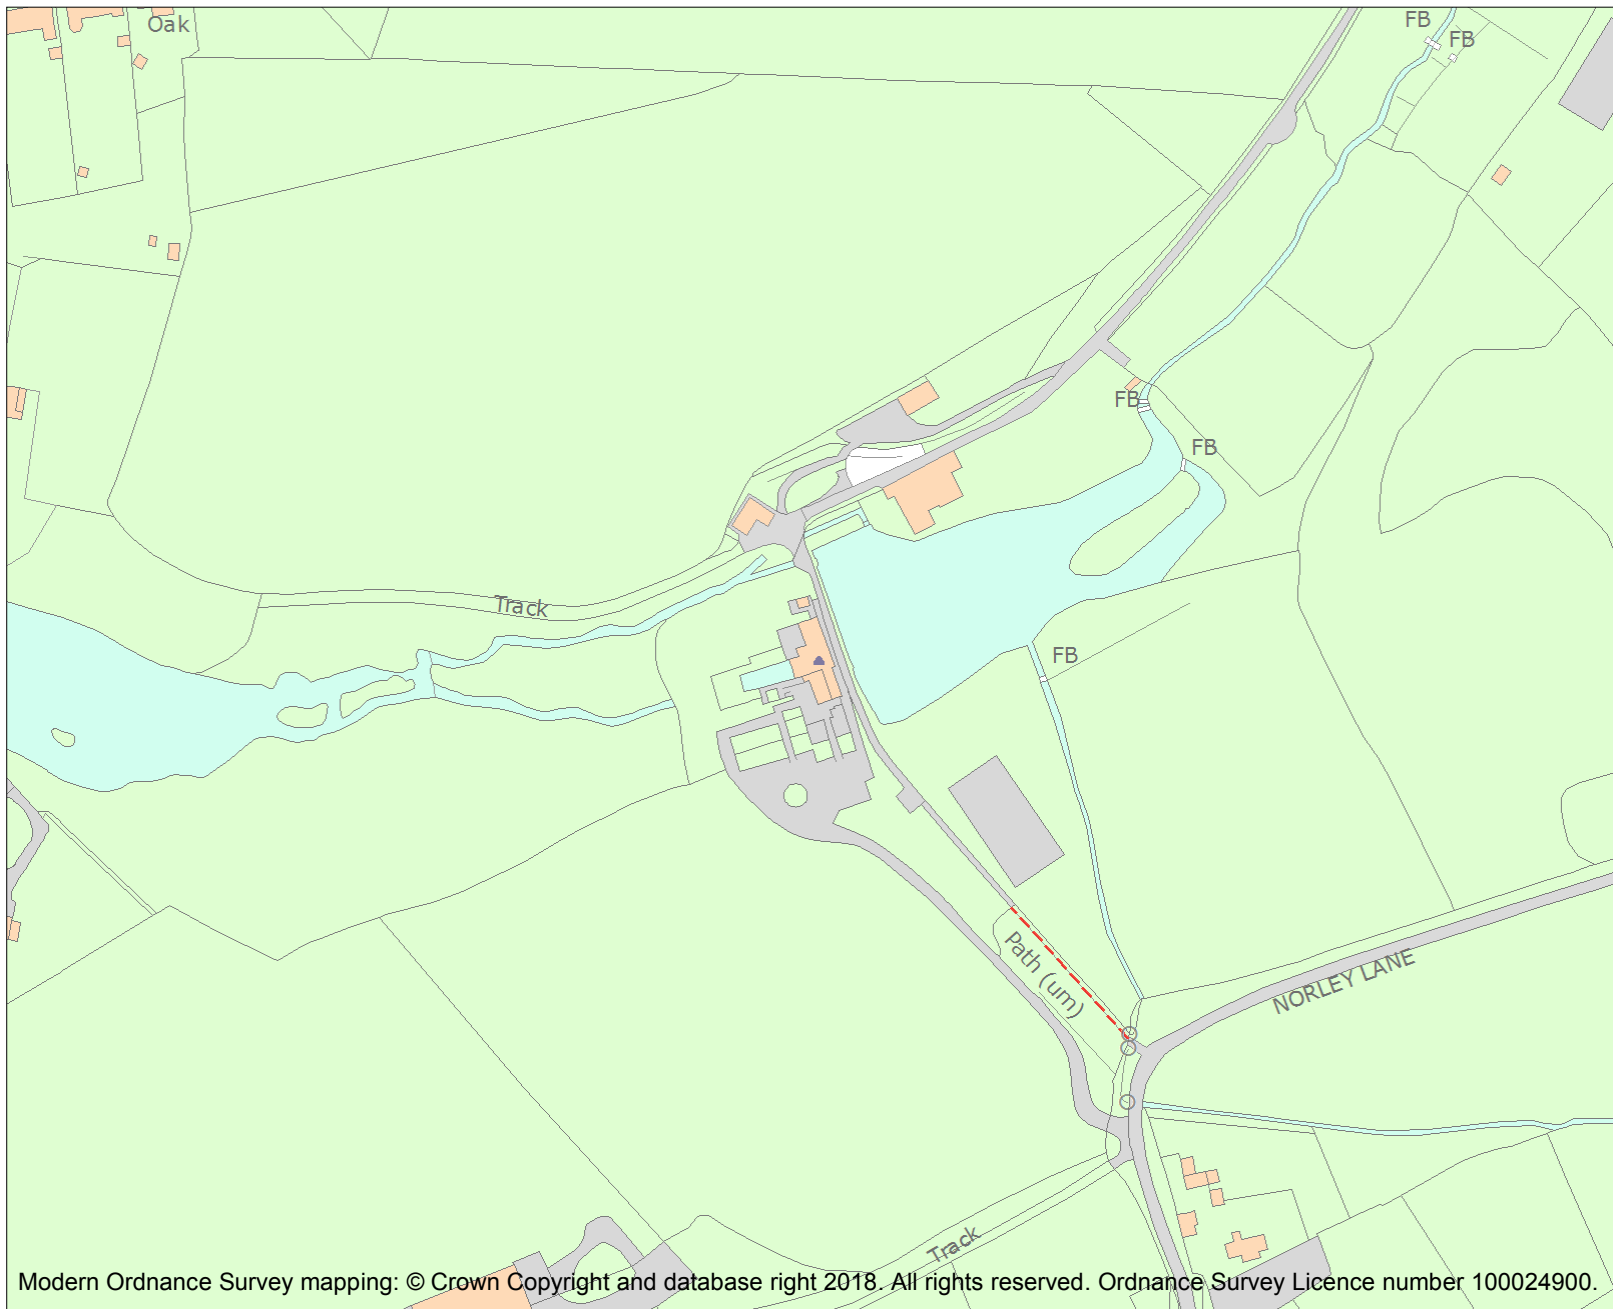 Oak
FB
FB
FB
FB
Track
FB
Path (um)
NORLEY LANE
Track
Modern Ordnance Survey mapping: © Crown Copyright and database right 2018. All rights reserved. Ordnance Survey Licence number 100024900.